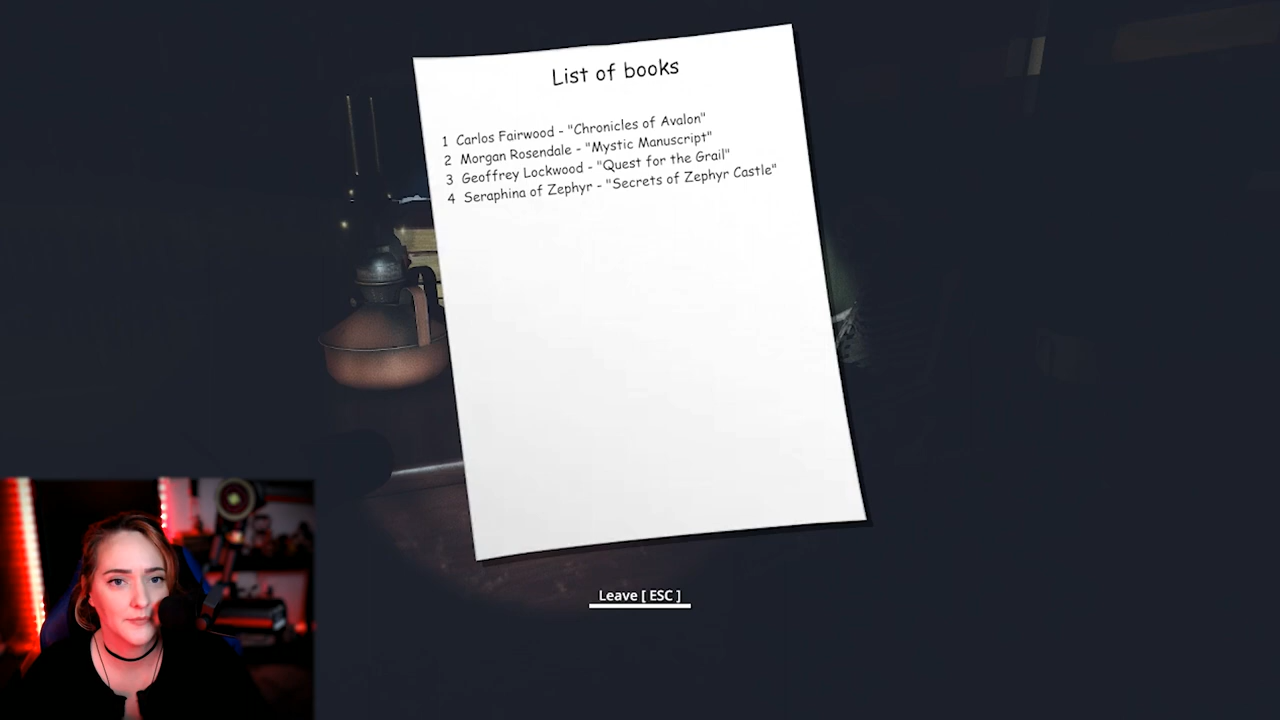 List of books
1 Carlos Fairwood - "Chronicles of Avalon"
2 Morgan Rosendale - "Mystic Manuscript"
3 Geoffrey Lockwood - "Quest for the Grail"
4 Seraphina of Zephyr - "Secrets of Zephyr Castle"
Leave [ ESC ]